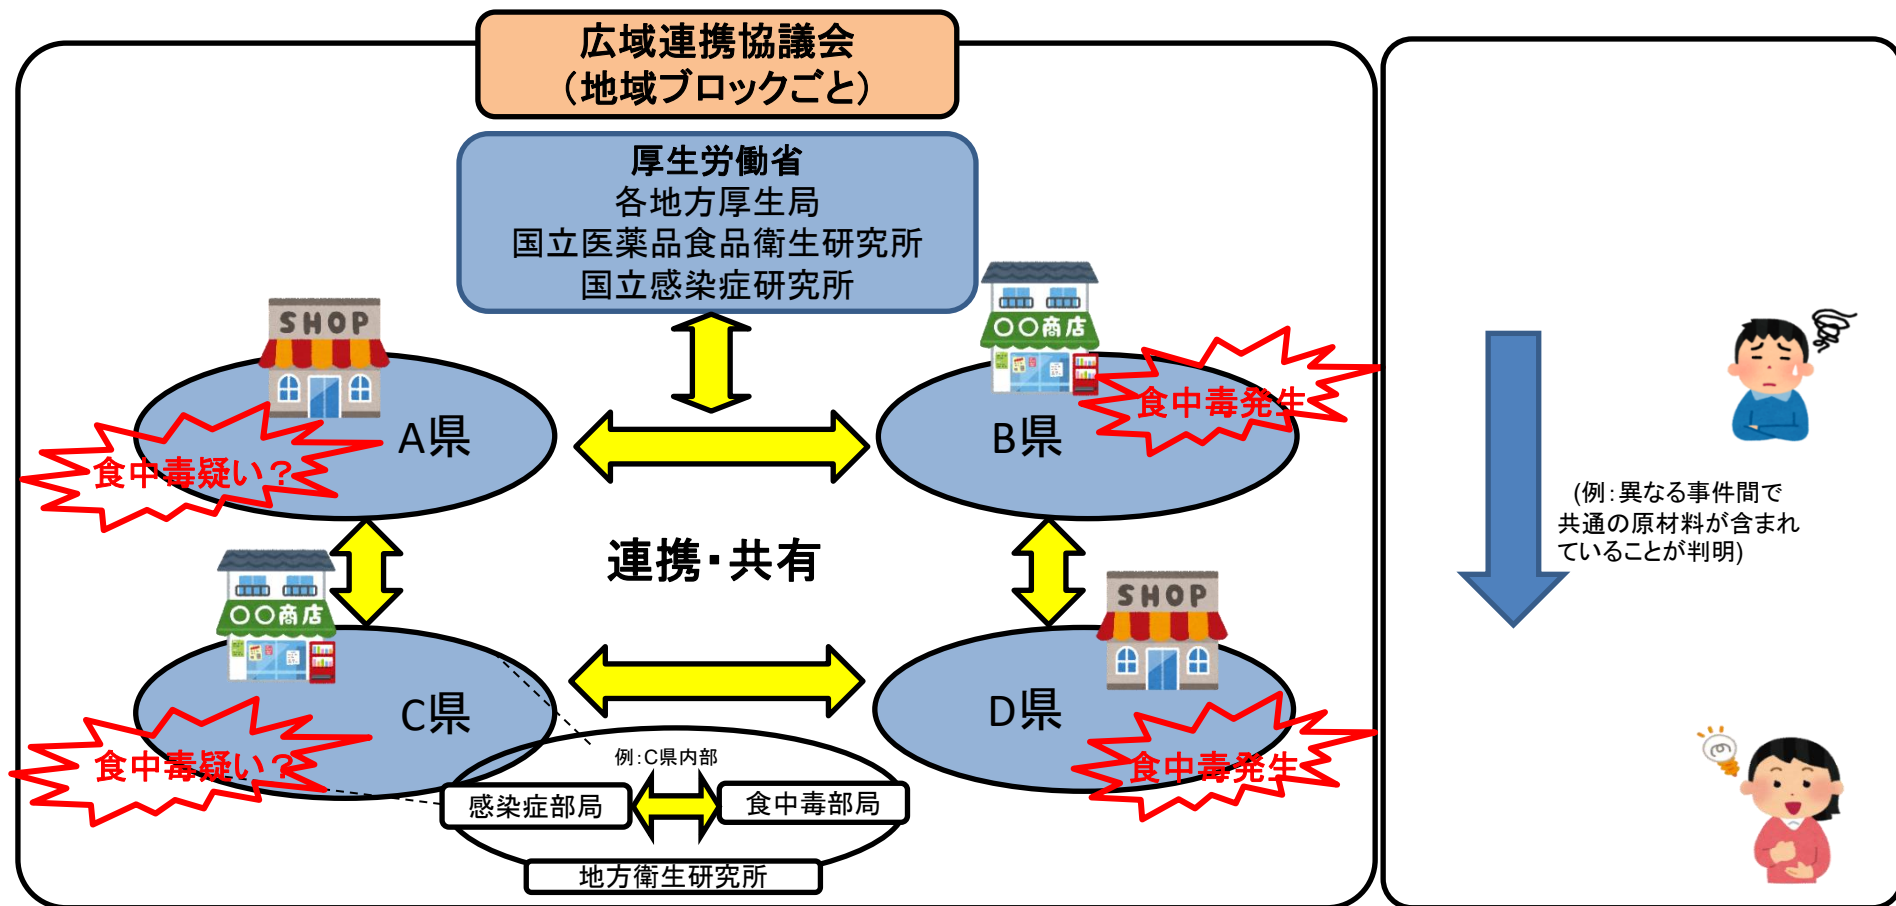 広域連携協議会
（地域ブロックごと）
厚生労働省
各地方厚生局
国立医薬品食品衛生研究所
国立感染症研究所
SHOP
〇〇商店
食中毒発生
A県
B県
食中毒疑い？
(例：異なる事件間で
共通の原材料が含まれ
ていることが判明)
連携・共有
〇〇商店
SHOP
C県
D県
食中毒疑い？
食中毒発生
例：C県内部
感染症部局
食中毒部局
地方衛生研究所